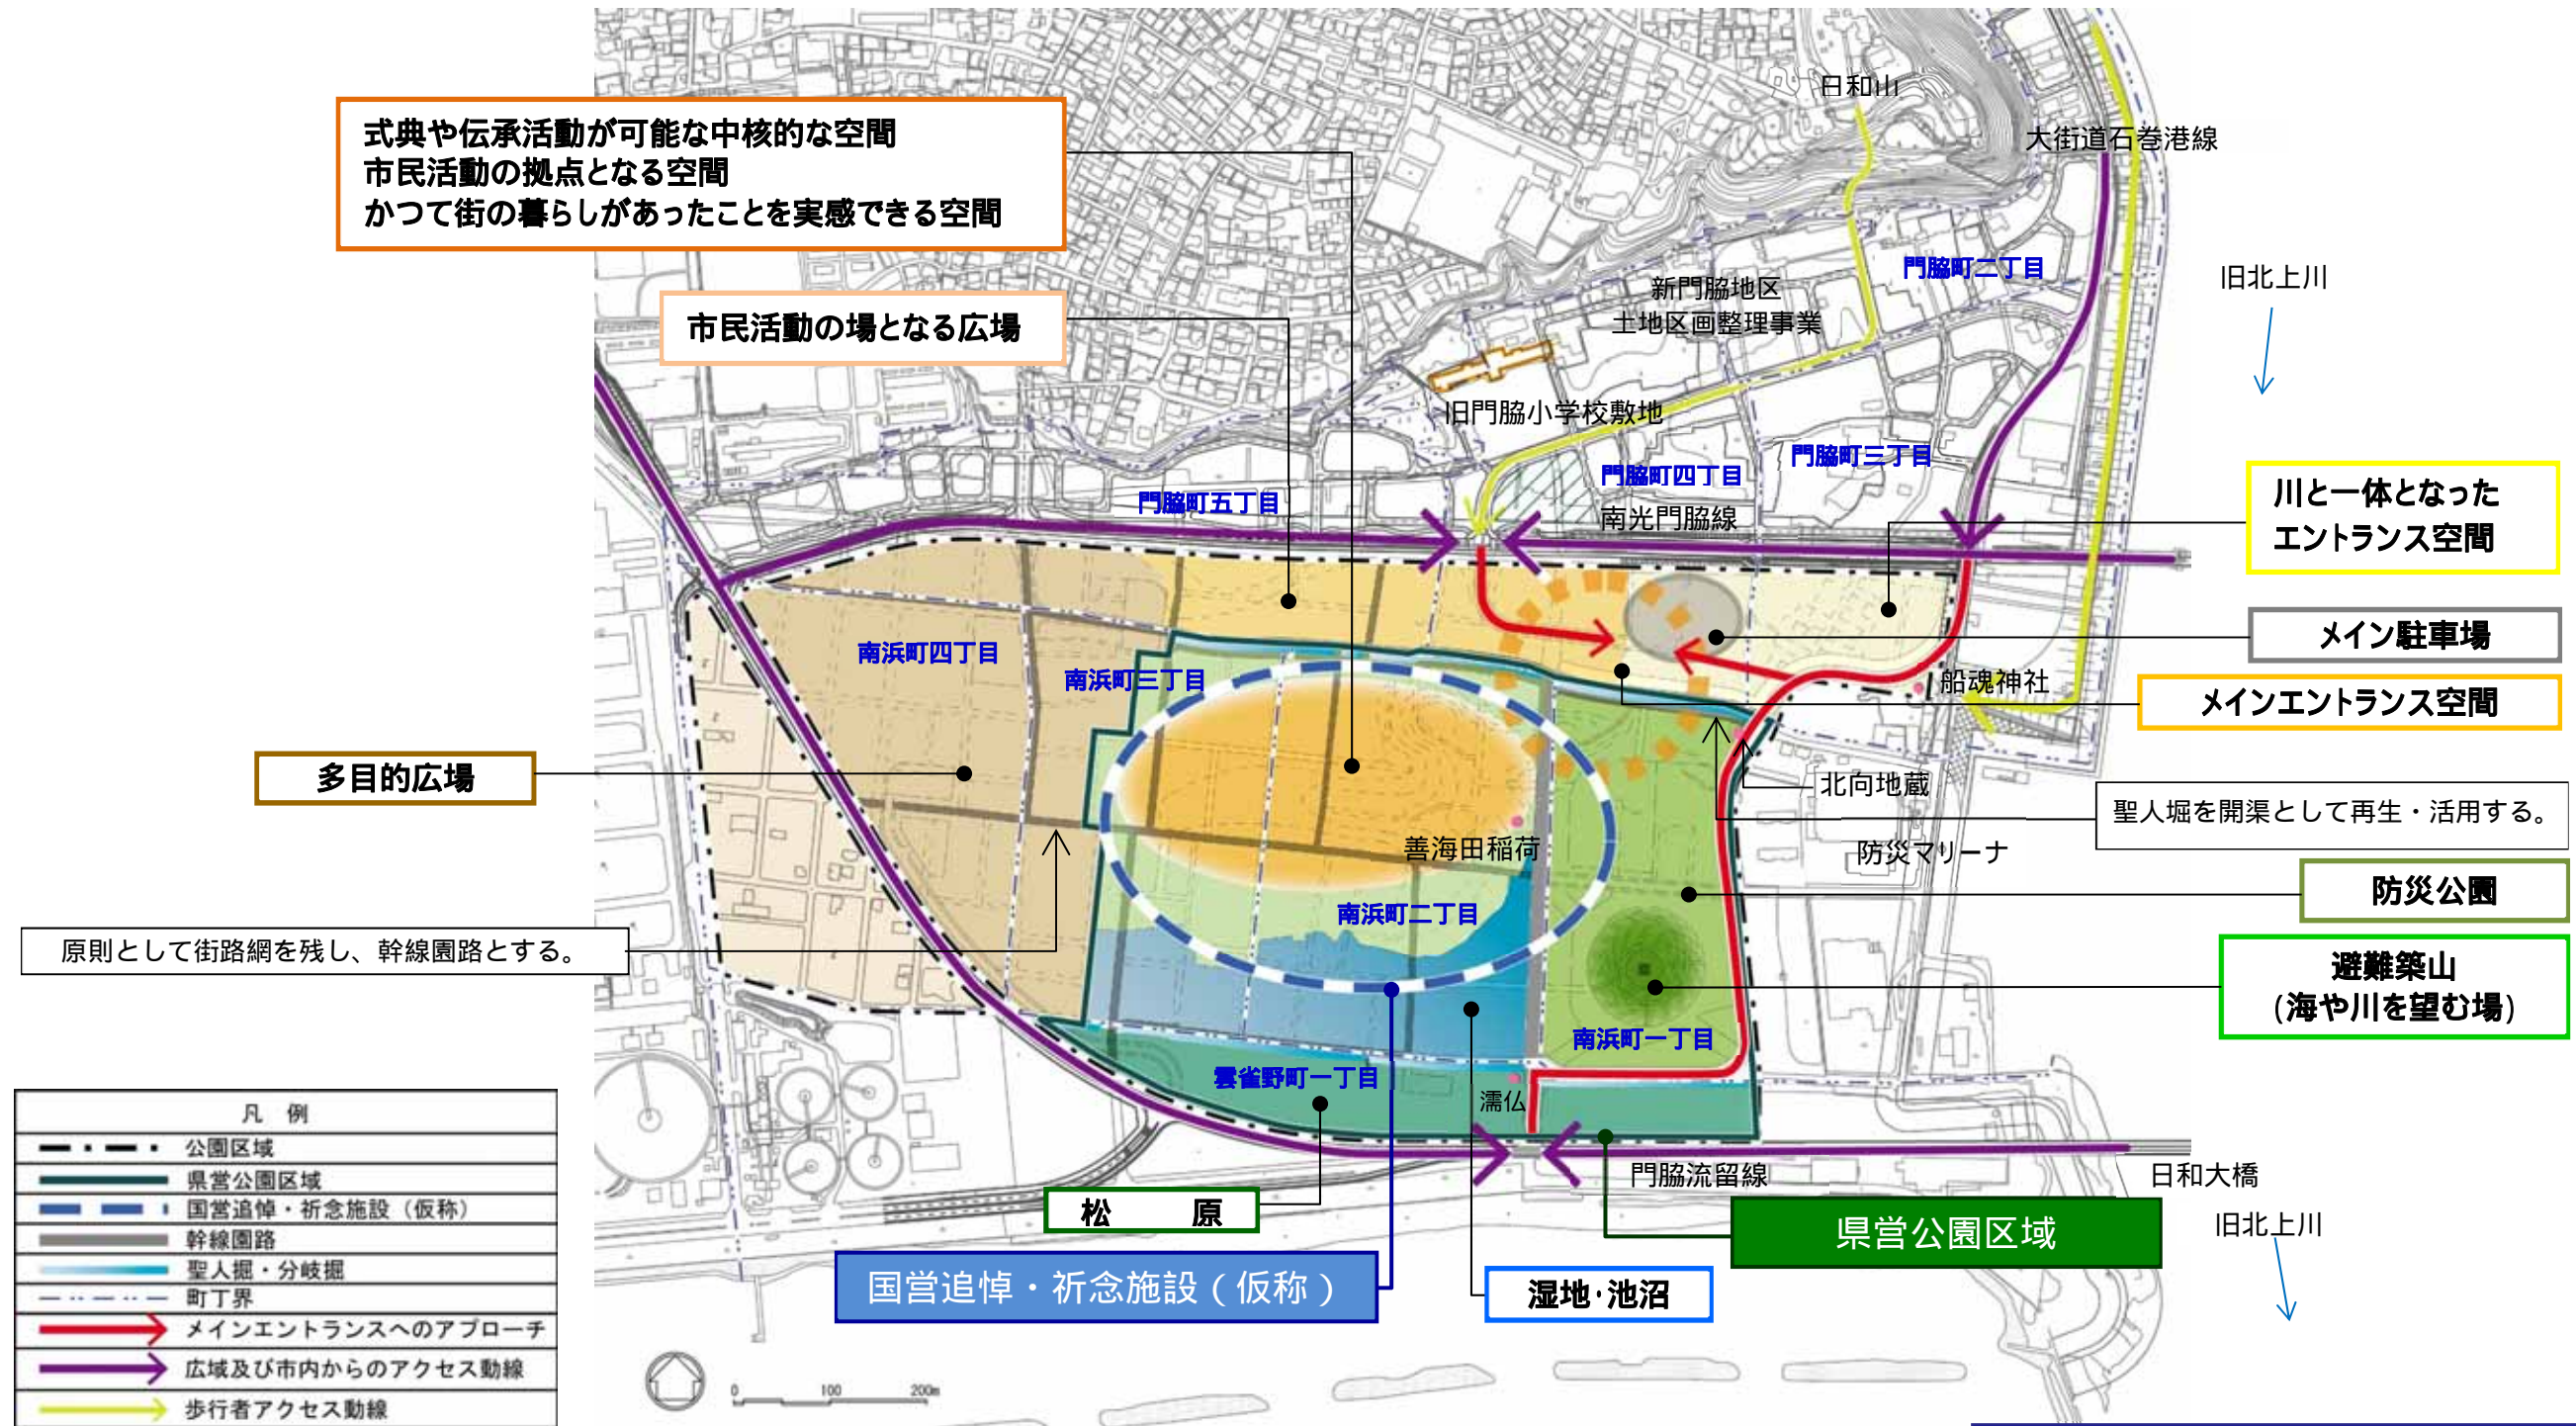 日和山
大街道石巻港線
式典や伝承活動が可能な中核的な空間
市民活動の拠点となる空間
かつて街の暮らしがあったことを実感できる空間
門脇町二丁目
旧北上川
新門脇地区
土地区画整理事業
市民活動の場となる広場
旧門脇小学校敷地
門脇町三丁目
門脇町四丁目
門脇町五丁目
南光門脇線
川と一体となった
エントランス空間
メイン駐車場
南浜町四丁目
南浜町三丁目
船魂神社
メインエントランス空間
多目的広場
北向地蔵
聖人堀を開渠として再生・活用する。
善海田稲荷
防災マリーナ
防災公園
南浜町二丁目
原則として街路網を残し、幹線園路とする。
避難築山
(海や川を望む場)
南浜町一丁目
雲雀野町一丁目
濡仏
門脇流留線
日和大橋
松　原
県営公園区域
旧北上川
国営追悼・祈念施設（仮称）
湿地・池沼
凡 例
公園区域
県営公園区域
国営追悼・祈念施設（仮称）
幹線園路
聖人掘・分岐掘
町丁界
メインエントランスへのアプローチ
広域及び市内からのアクセス動線
歩行者アクセス動線
0 100 200m